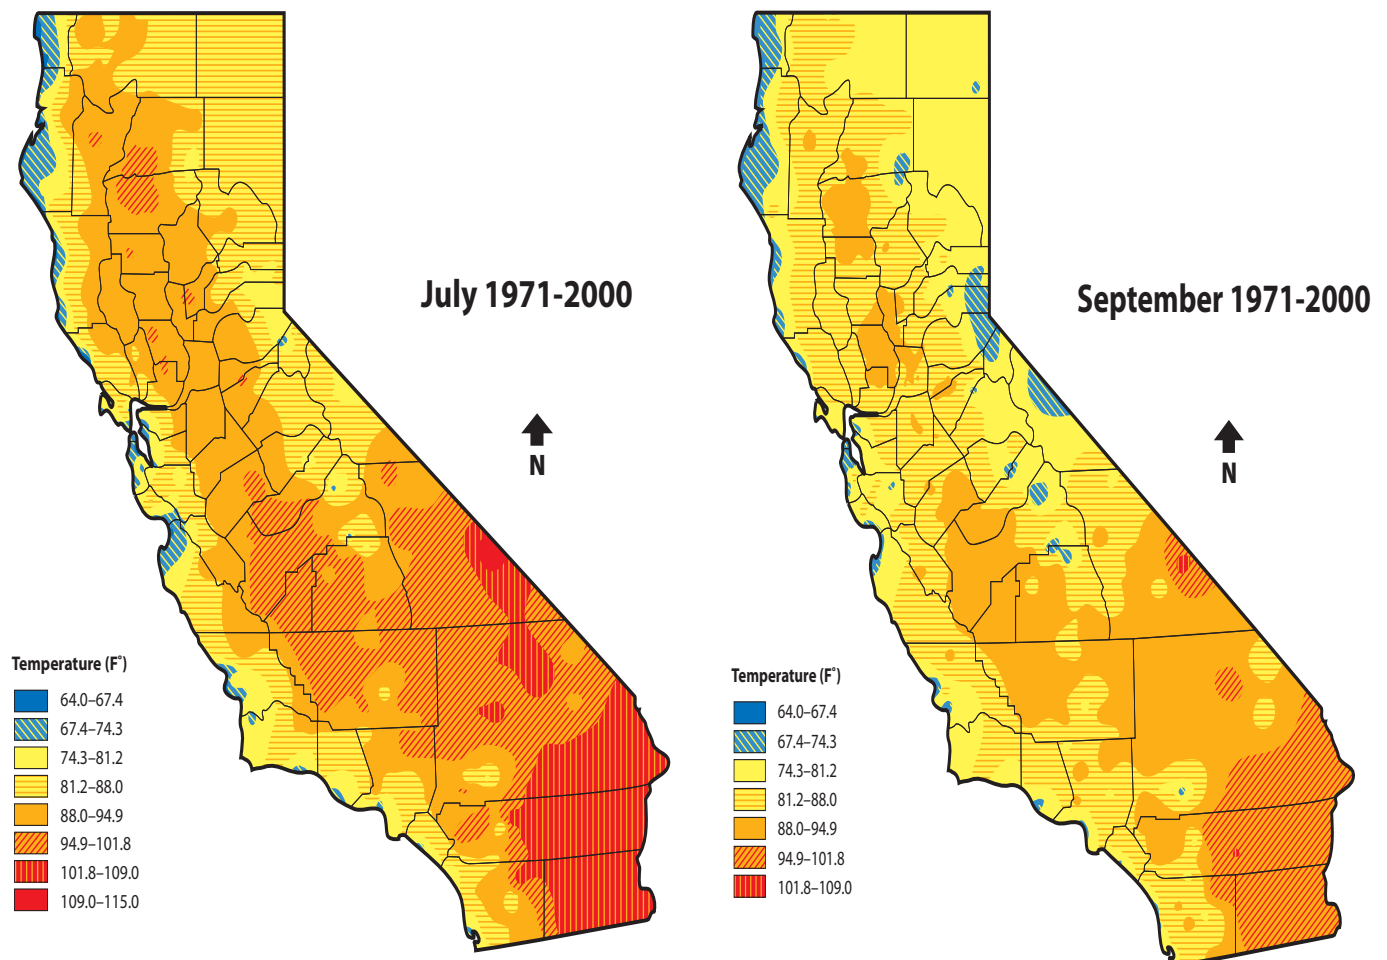 July 1971-2000
N
Temperature (F˚)
64.0–67.4
67.4–74.3
74.3–81.2
81.2–88.0
88.0–94.9
94.9–101.8
101.8–109.0
109.0–115.0
September 1971-2000
N
Temperature (F˚)
64.0–67.4
67.4–74.3
74.3–81.2
81.2–88.0
88.0–94.9
94.9–101.8
101.8–109.0